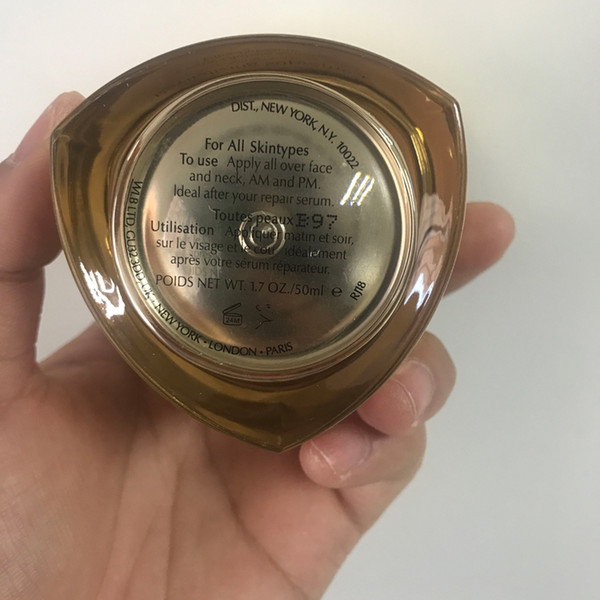 DIST., NEW YORK, N.Y. 10022
For All Skintypes
To use Apply all over face
and neck, AM and PM.
Ideal after your repair serum.
Toutes peaux E97
Utilisation Appliquer matin et soir,
sur le visage et le cou - idéalement
après votre sérum réparateur.
POIDS NET WT. 1.7 OZ./50ml e
RJ18
24M
NEW YORK • LONDON • PARIS